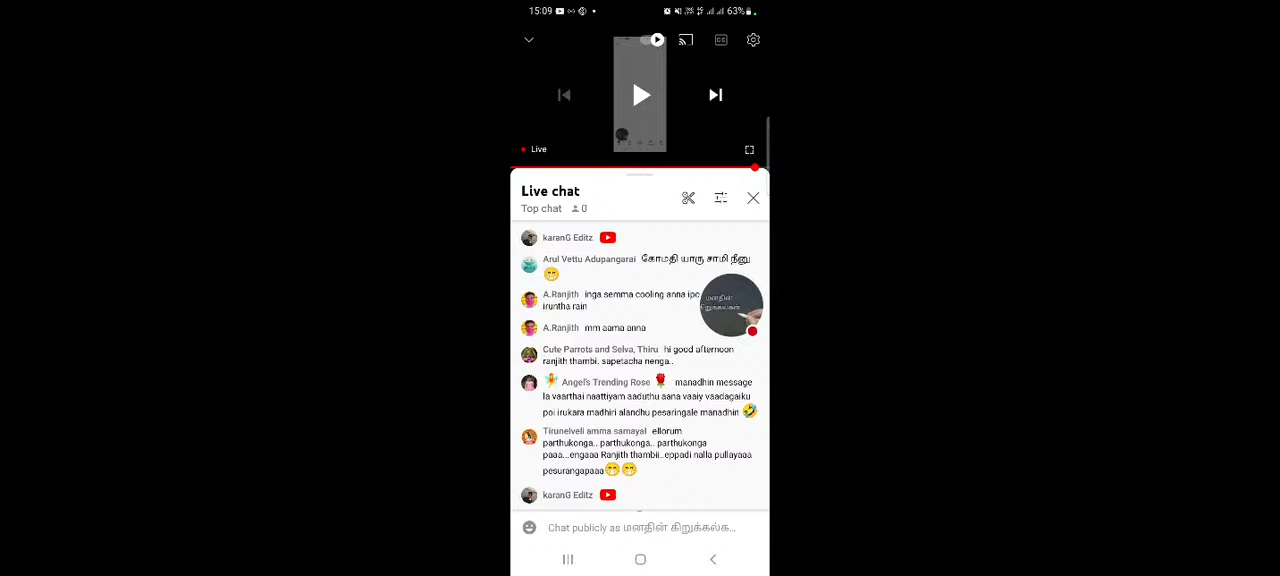 15:09 63%
Live
Live chat
Top chat 0
karanG Editz
Arul Vettu Adupangarai கோமதி யாரு சாமி நீனு
😁
A.Ranjith inga semma cooling anna ipo
iruntha rain
மனதின்
கிறுக்கல்கள்
A.Ranjith mm aama anna
Cute Parrots and Selva, Thiru hi good afternoon
ranjith thambi. sapetacha nenga..
🧚 Angel's Trending Rose 🌹 manadhin message
la vaarthai naattiyam aaduthu aana vaaiy vaadagaiku
poi irukara madhiri alandhu pesaringale manadhin 🤣
Tirunelveli amma samayal ellorum
parthukonga.. parthukonga.. parthukonga
paaa...engaaa Ranjith thambii..eppadi nalla pullayaaa
pesurangapaaa😁😁
karanG Editz
Chat publicly as மனதின் கிறுக்கல்க...